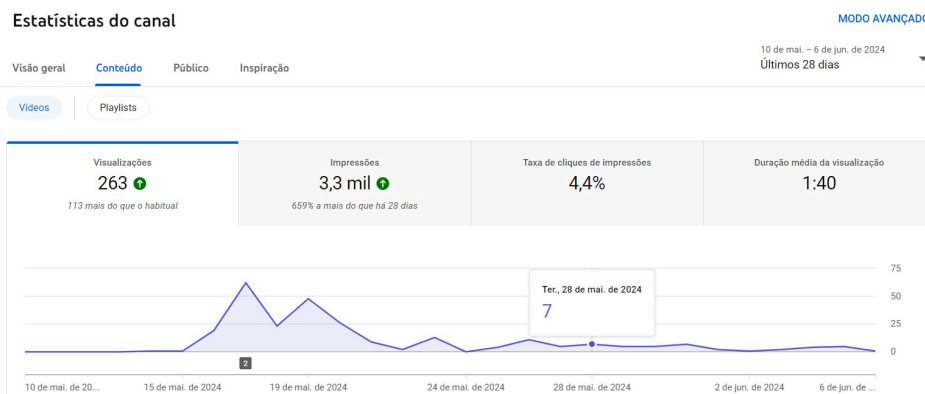 Estatísticas do canal
MODO AVANÇADO
10 de mai. – 6 de jun. de 2024
Últimos 28 dias
Visão geral Conteúdo Público Inspiração
Vídeos Playlists
Visualizações
263
113 mais do que o habitual
Impressões
3,3 mil
659% a mais do que há 28 dias
Taxa de cliques de impressões
4,4%
Duração média da visualização
1:40
75
50
25
0
Ter., 28 de mai. de 2024
7
2
10 de mai. de 20... 15 de mai. de 2024 19 de mai. de 2024 24 de mai. de 2024 28 de mai. de 2024 2 de jun. de 2024 6 de jun. de ...